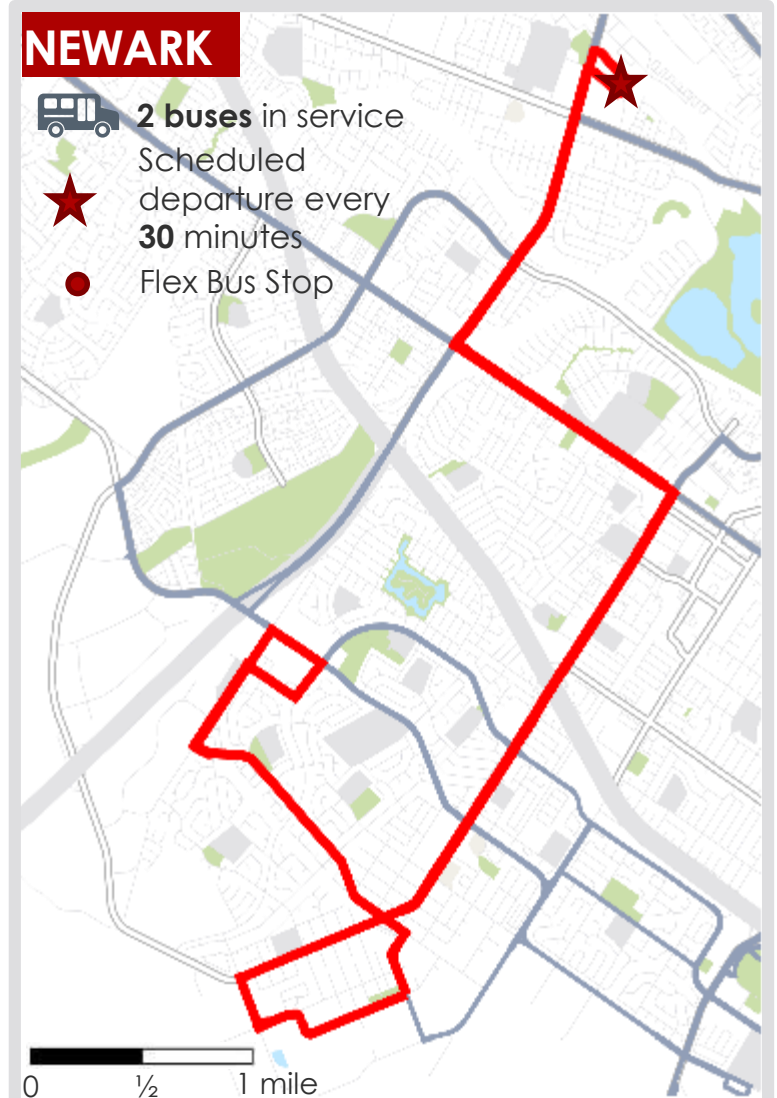 NEWARK
2 buses in service
Scheduled
departure every
30 minutes
Flex Bus Stop
0 ½ 1 mile